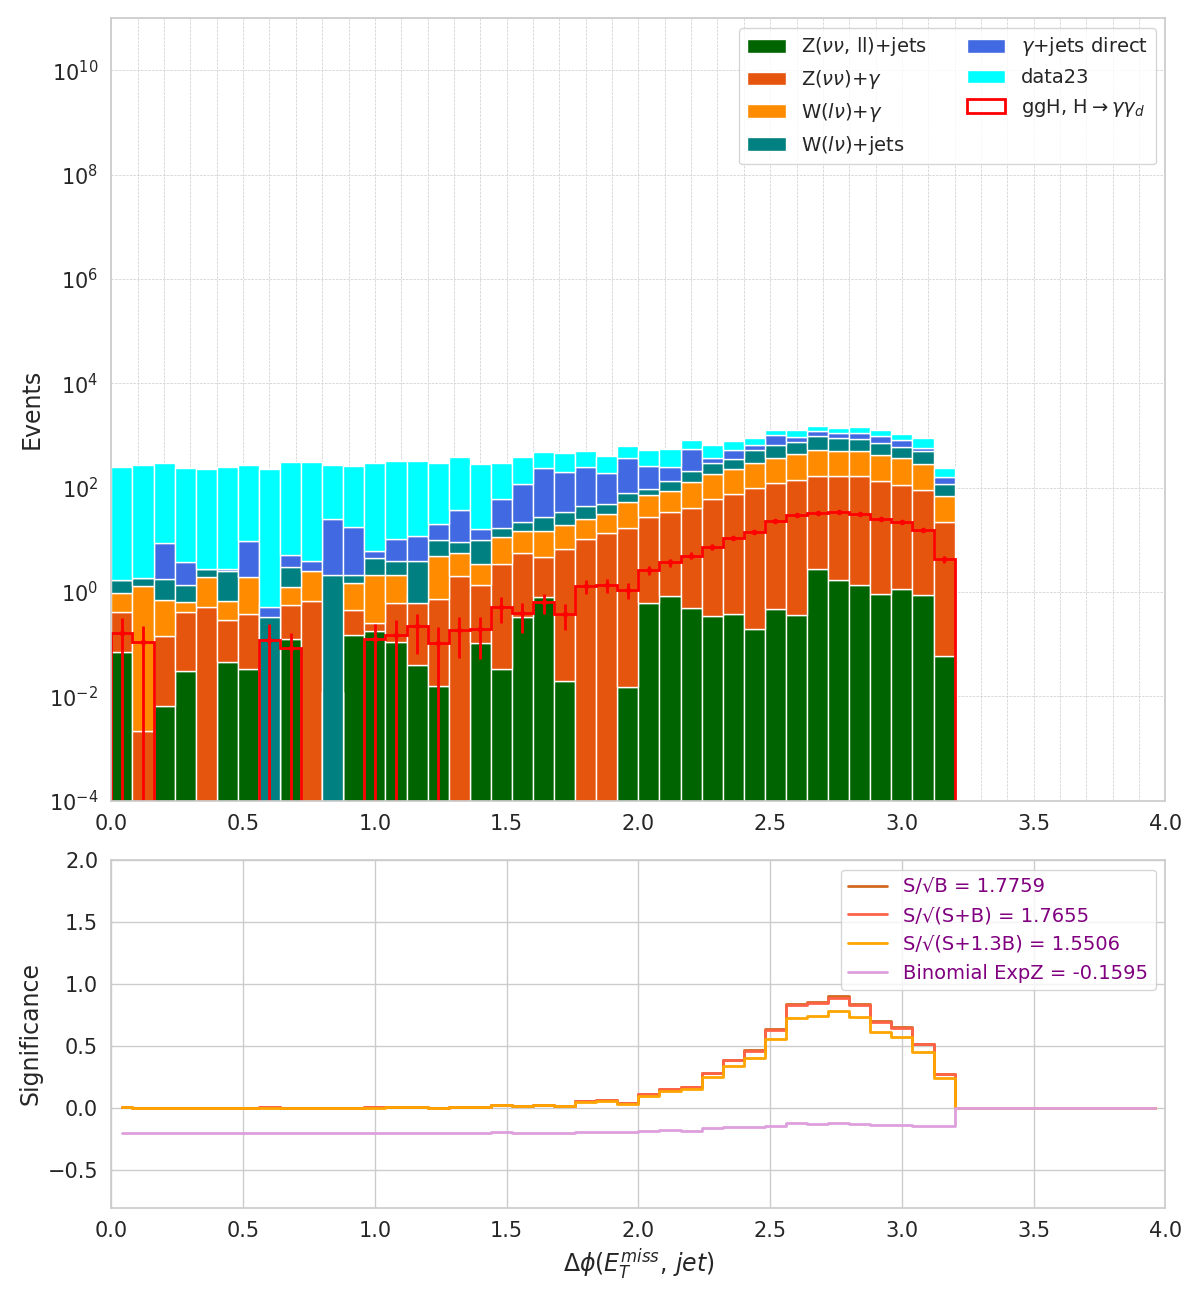 Z(νν, ll)+jets
Z(νν)+γ
W(lν)+γ
W(lν)+jets
γ+jets direct
data23
ggH, H→γγ_d
Events
10^10
10^8
10^6
10^4
10^2
10^0
10^−2
10^−4
0.0 0.5 1.0 1.5 2.0 2.5 3.0 3.5 4.0
S/√B = 1.7759
S/√(S+B) = 1.7655
S/√(S+1.3B) = 1.5506
Binomial ExpZ = -0.1595
Significance
2.0
1.5
1.0
0.5
0.0
−0.5
0.0 0.5 1.0 1.5 2.0 2.5 3.0 3.5 4.0
Δϕ(E_T^miss, jet)